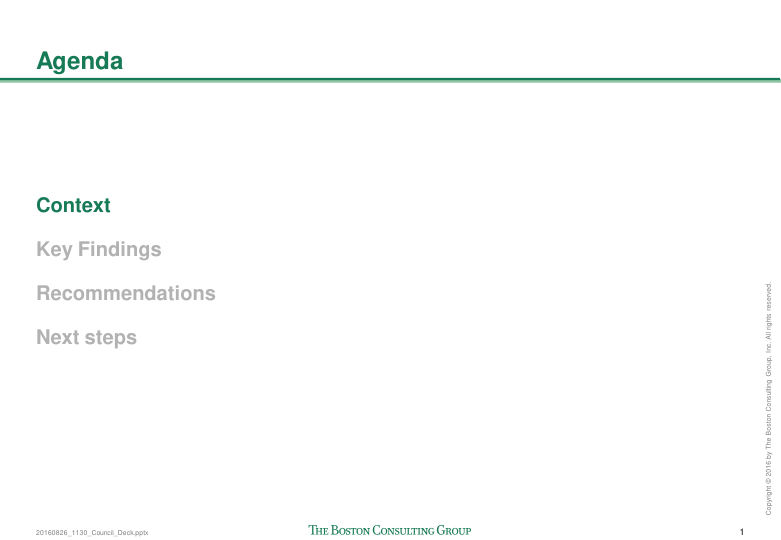 Agenda
Context
Key Findings
Recommendations
Next steps
Copyright © 2016 by The Boston Consulting Group, Inc. All rights reserved.
20160826_1130_Council_Deck.pptx
THE BOSTON CONSULTING GROUP
1